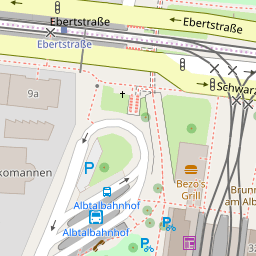 Ebertstraße
Ebertstraße
Ebertstraße
Schwarz
9a
P
Bezo's
Grill
komannen
Brunn
am Alb
Albtalbahnhof
Albtalbahnhof
P
P